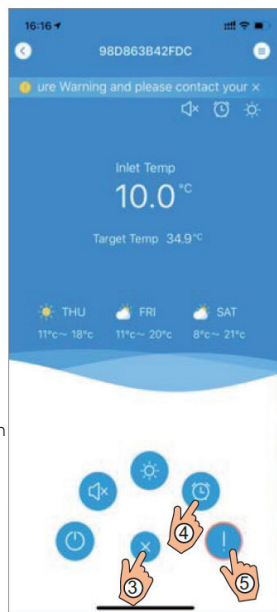 16:16
98D863B42FDC
ure Warning and please contact your ×
Inlet Temp
10.0°C
Target Temp 34.9°C
THU FRI SAT
11°c~ 18°c 11°c~ 20°c 8°c~ 21°c
n
④
③ ⑤